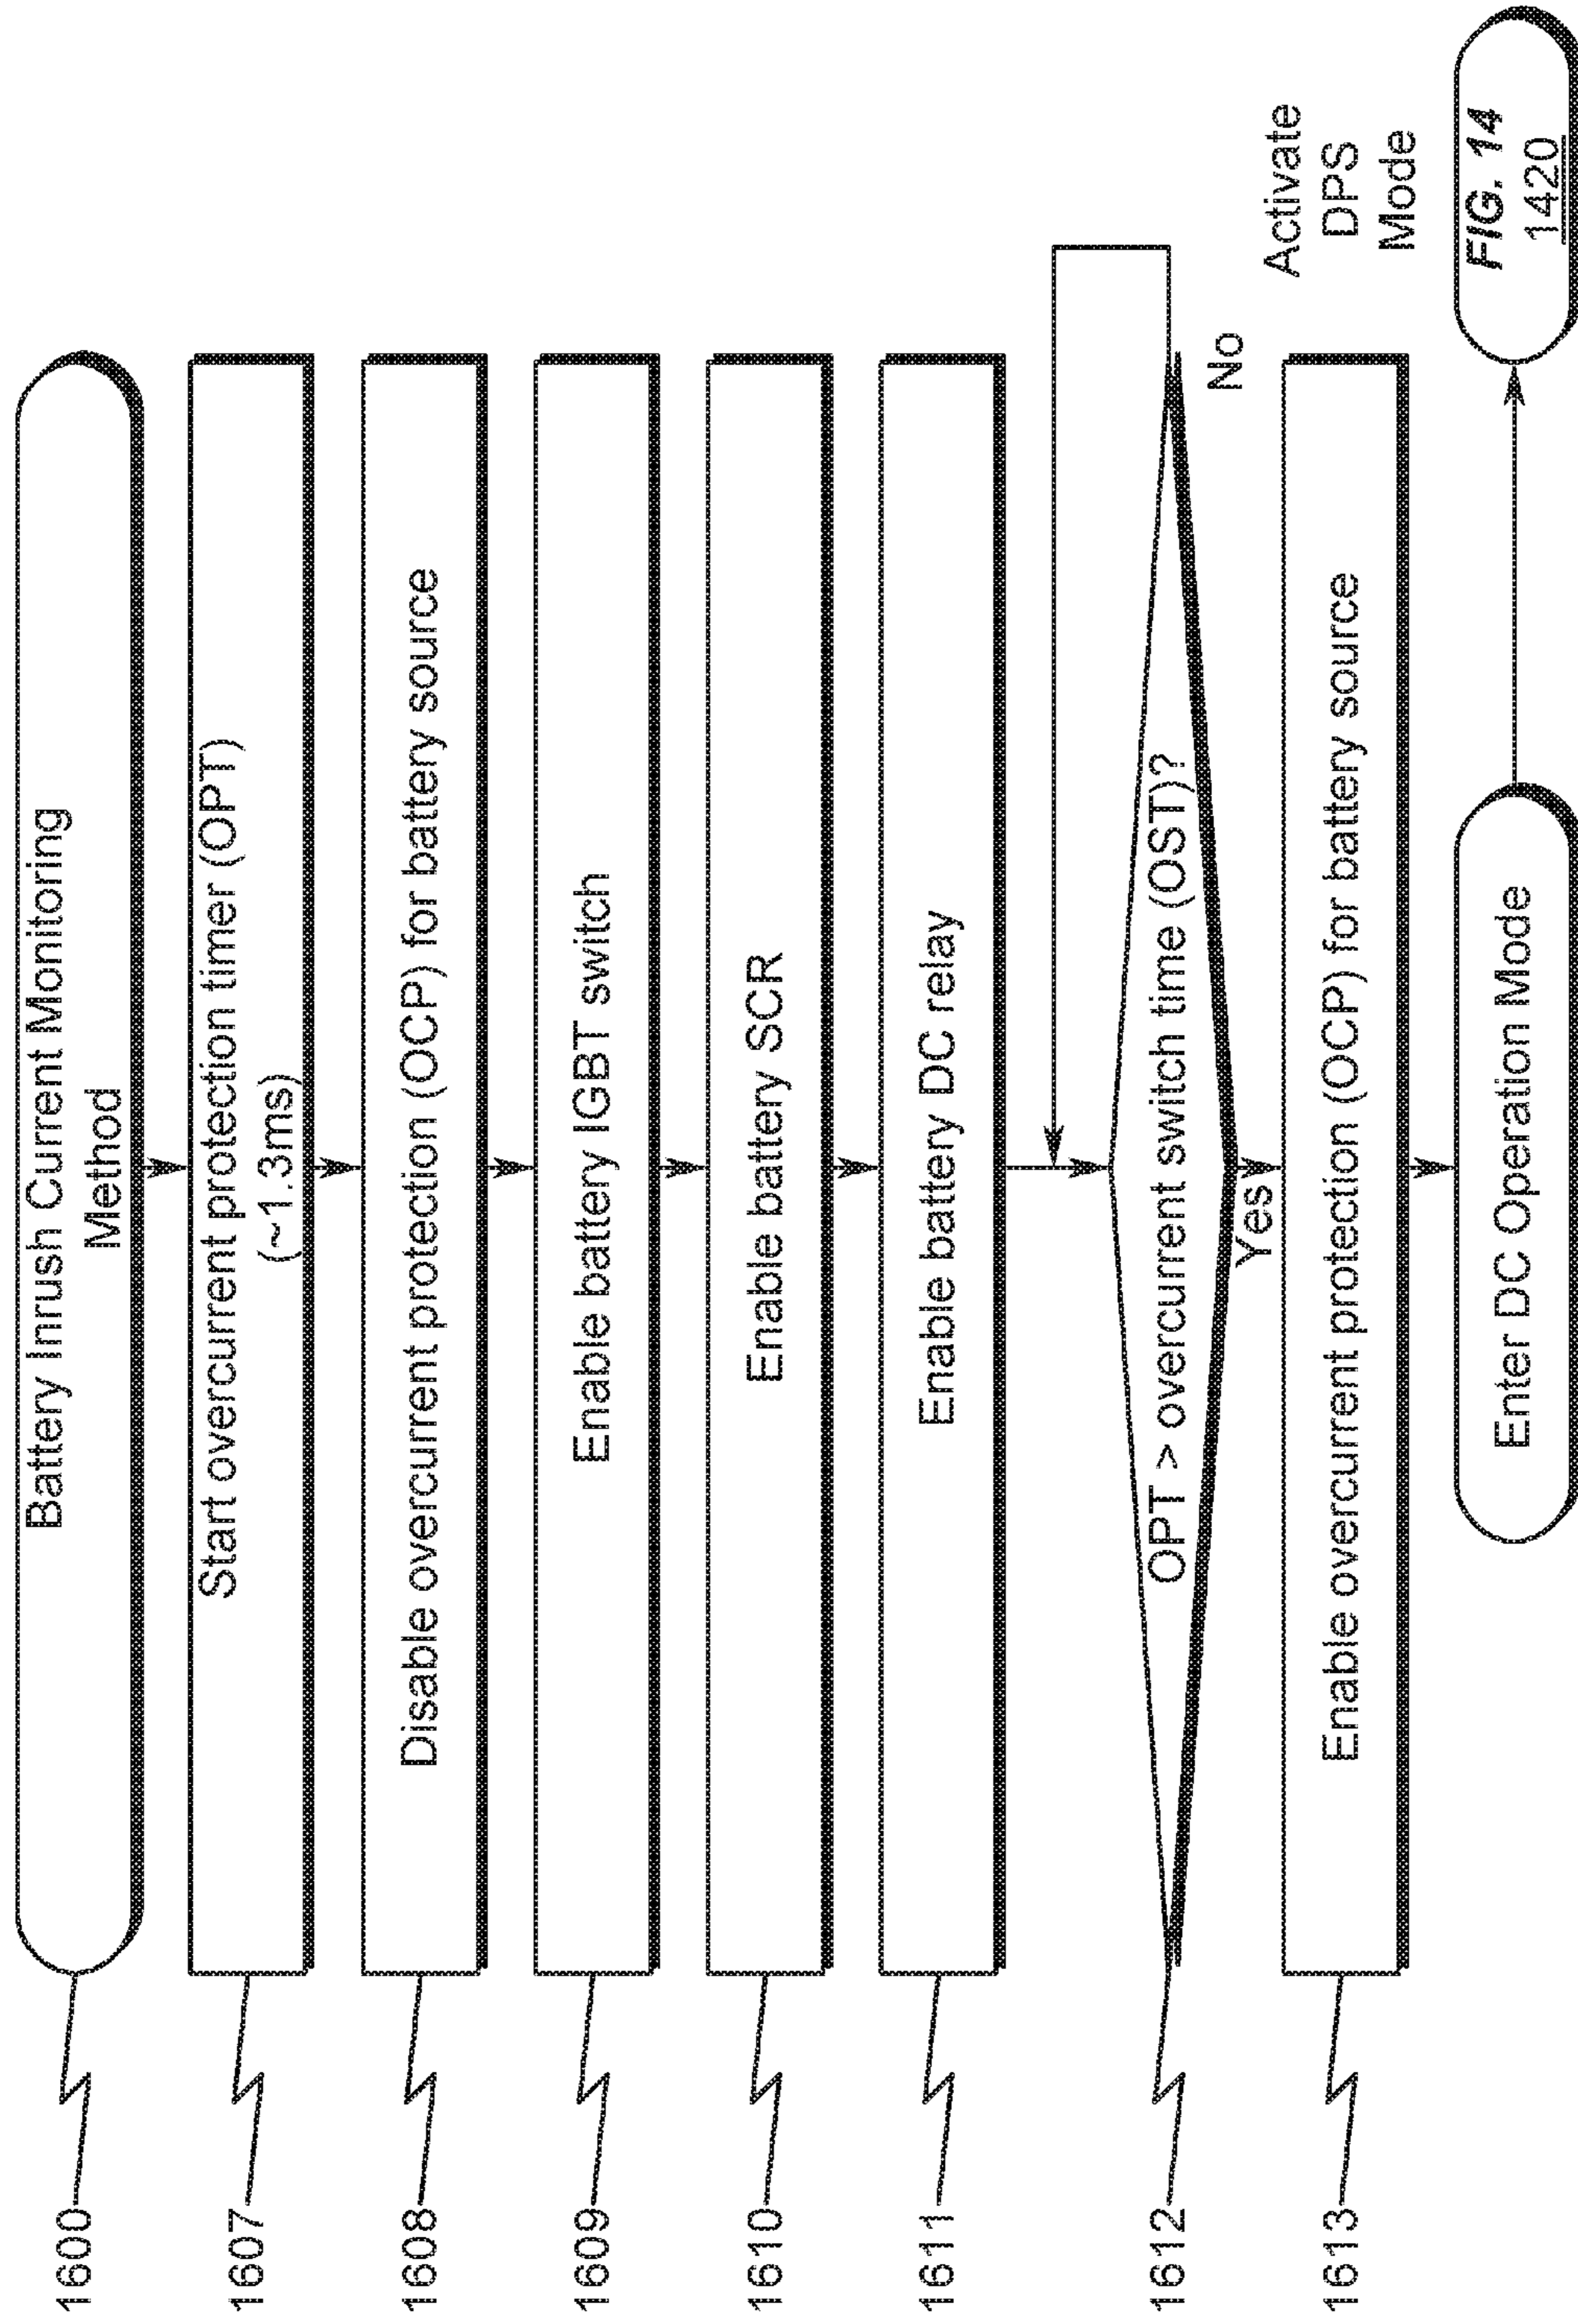 1600
Battery Inrush Current Monitoring
Method
1607
Start overcurrent protection timer (OPT)
(~1.3ms)
1608
Disable overcurrent protection (OCP) for battery source
1609
Enable battery IGBT switch
1610
Enable battery SCR
1611
Enable battery DC relay
1612
OPT > overcurrent switch time (OST)?
No
Yes
1613
Enable overcurrent protection (OCP) for battery source
Activate
DPS
Mode
Enter DC Operation Mode
FIG. 14
1420